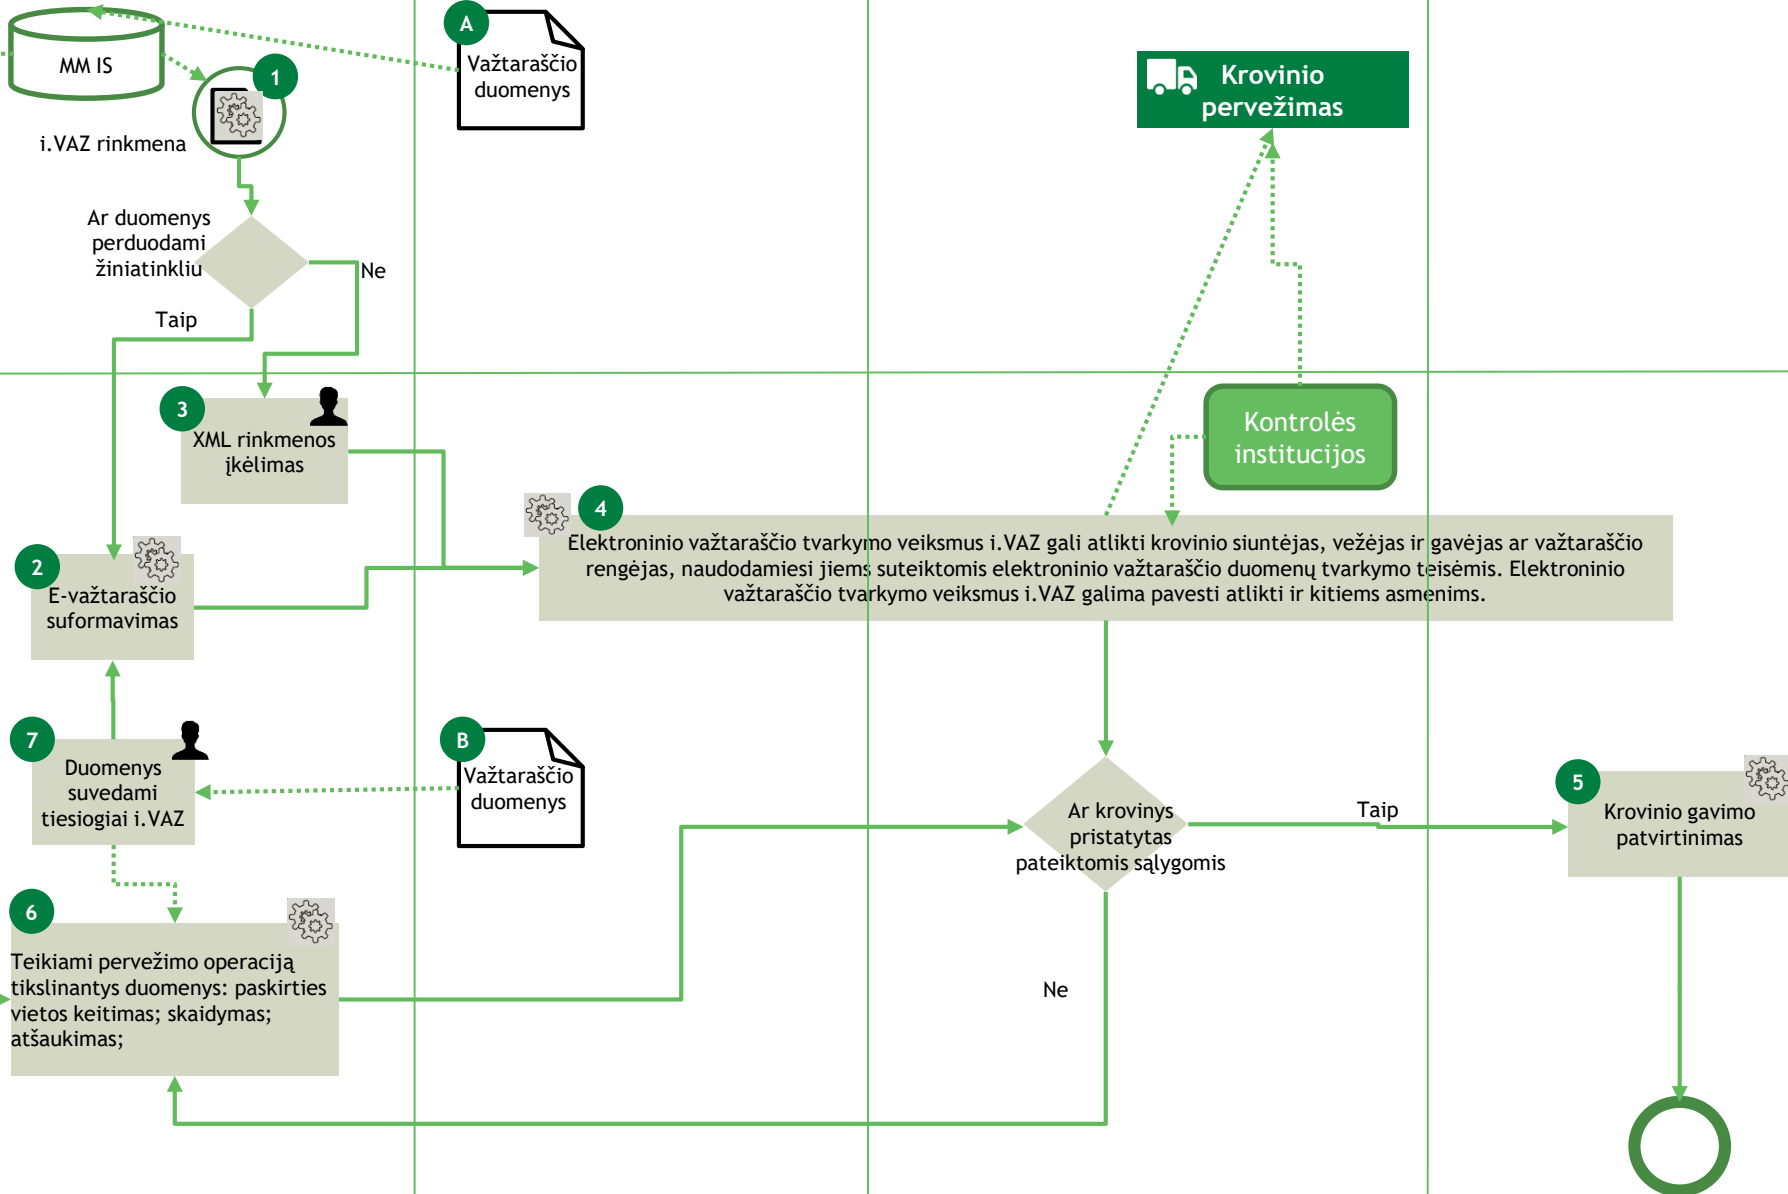 MM IS
1
i.VAZ rinkmena
A
Važtaraščio
duomenys
Krovinio
pervežimas
Ar duomenys
perduodami
žiniatinkliu
Ne
Taip
3
XML rinkmenos
įkėlimas
Kontrolės
institucijos
4
Elektroninio važtaraščio tvarkymo veiksmus i.VAZ gali atlikti krovinio siuntėjas, vežėjas ir gavėjas ar važtaraščio
rengėjas, naudodamiesi jiems suteiktomis elektroninio važtaraščio duomenų tvarkymo teisėmis. Elektroninio
važtaraščio tvarkymo veiksmus i.VAZ galima pavesti atlikti ir kitiems asmenims.
2
E-važtaraščio
suformavimas
7
Duomenys
suvedami
tiesiogiai i.VAZ
B
Važtaraščio
duomenys
Ar krovinys
pristatytas
pateiktomis sąlygomis
Taip
5
Krovinio gavimo
patvirtinimas
6
Teikiami pervežimo operaciją
tikslinantys duomenys: paskirties
vietos keitimas; skaidymas;
atšaukimas;
Ne